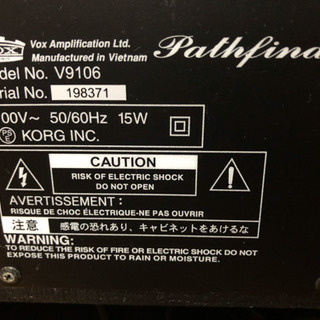 VOX
Vox Amplification Ltd.
Manufactured in Vietnam
Pathfind
del No. V9106
erial No. 198371
00V~ 50/60Hz 15W
PS E KORG INC.
CAUTION
RISK OF ELECTRIC SHOCK
DO NOT OPEN
AVERTISSEMENT:
RISQUE DE CHOC ÉLECTRIQUE-NE PAS OUVRIR
注意 感電の恐れあり、キャビネットをあけるな
WARNING:
TO REDUCE THE RISK OF FIRE OR ELECTRIC SHOCK DO NOT
EXPOSE THIS PRODUCT TO RAIN OR MOISTURE.